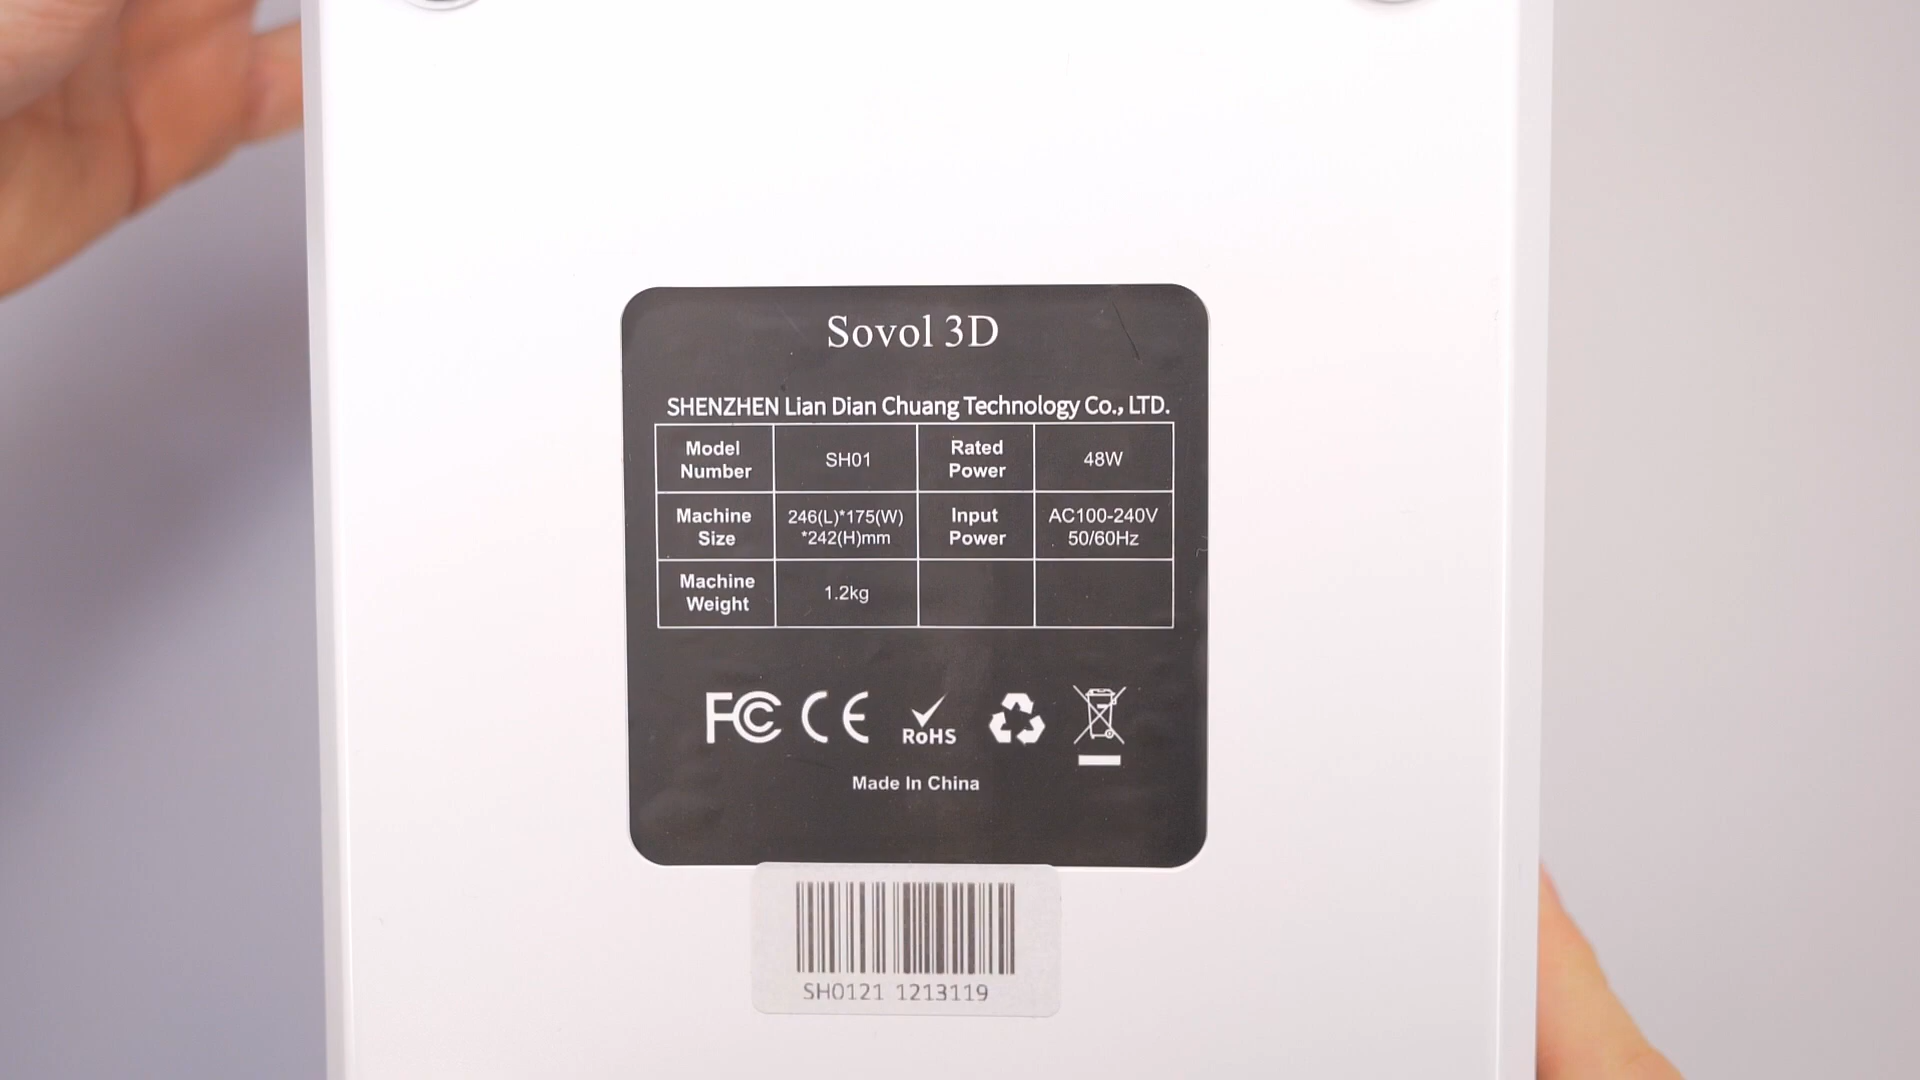 Sovol 3D
SHENZHEN Lian Dian Chuang Technology Co., LTD.
Model Number SH01 Rated Power 48W
Machine Size 246(L)*175(W)*242(H)mm Input Power AC100-240V 50/60Hz
Machine Weight 1.2kg
FC CE RoHS
Made In China
SH0121 1213119